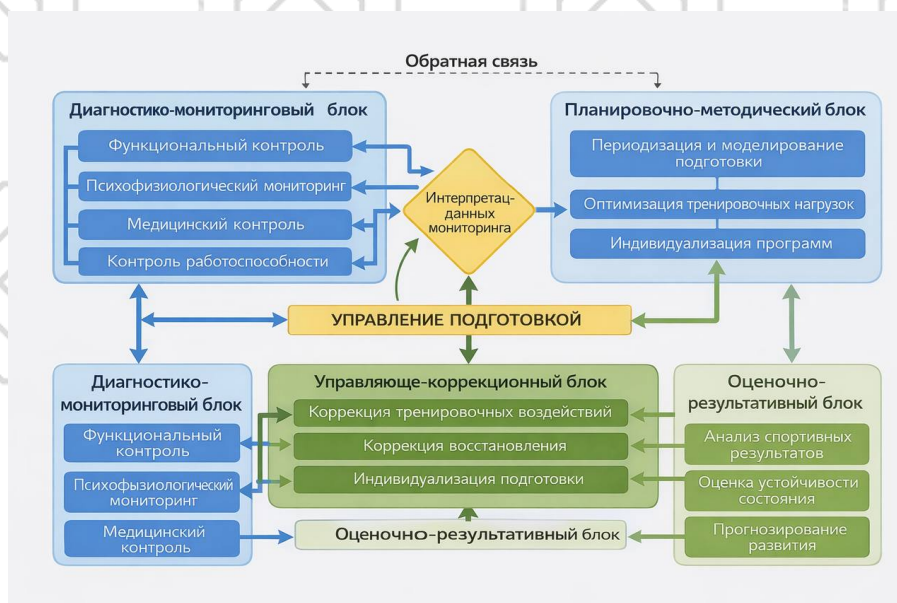 Обратная связь
Диагностико-мониторинговый блок
Функциональный контроль
Психофизиологический мониторинг
Медицинский контроль
Контроль работоспособности
Интерпретац-
данных
мониторинга
Планировочно-методический блок
Периодизация и моделирование
подготовки
Оптимизация тренировочных нагрузок
Индивидуализация программ
УПРАВЛЕНИЕ ПОДГОТОВКОЙ
Диагностико-
мониторинговый блок
Функциональный
контроль
Психофызиологический
мониторинг
Медицинский
контроль
Управляюще-коррекционный блок
Коррекция тренировочных воздействий
Коррекция восстановления
Индивидуализация подготовки
Оценочно-результативный блок
Оценочно-
результативный блок
Анализ спортивных
результатов
Оценка устойчивости
состояния
Прогнозирование
развития